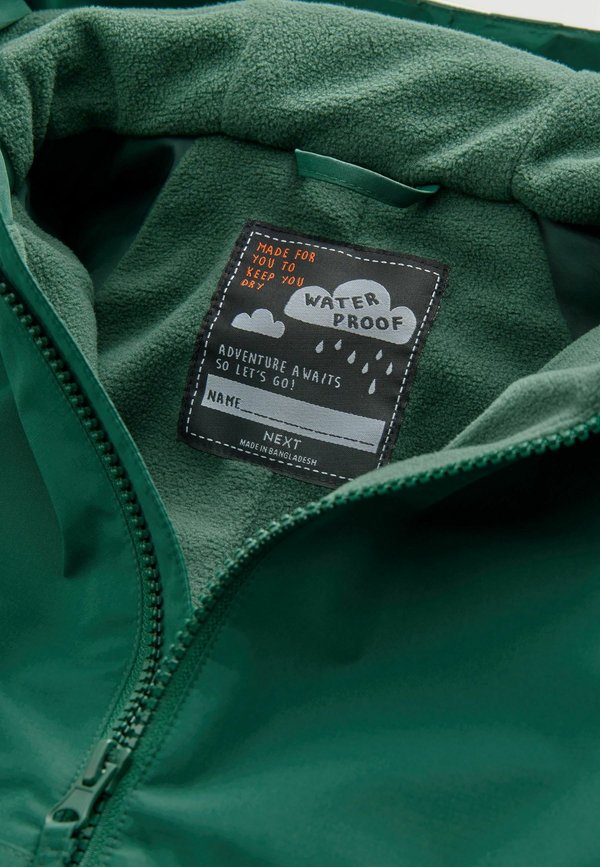 MADE FOR
YOU TO
KEEP YOU
DRY
WATER
PROOF
ADVENTURE AWAITS
SO LET'S GO!
NAME
NEXT
MADE IN BANGLADESH